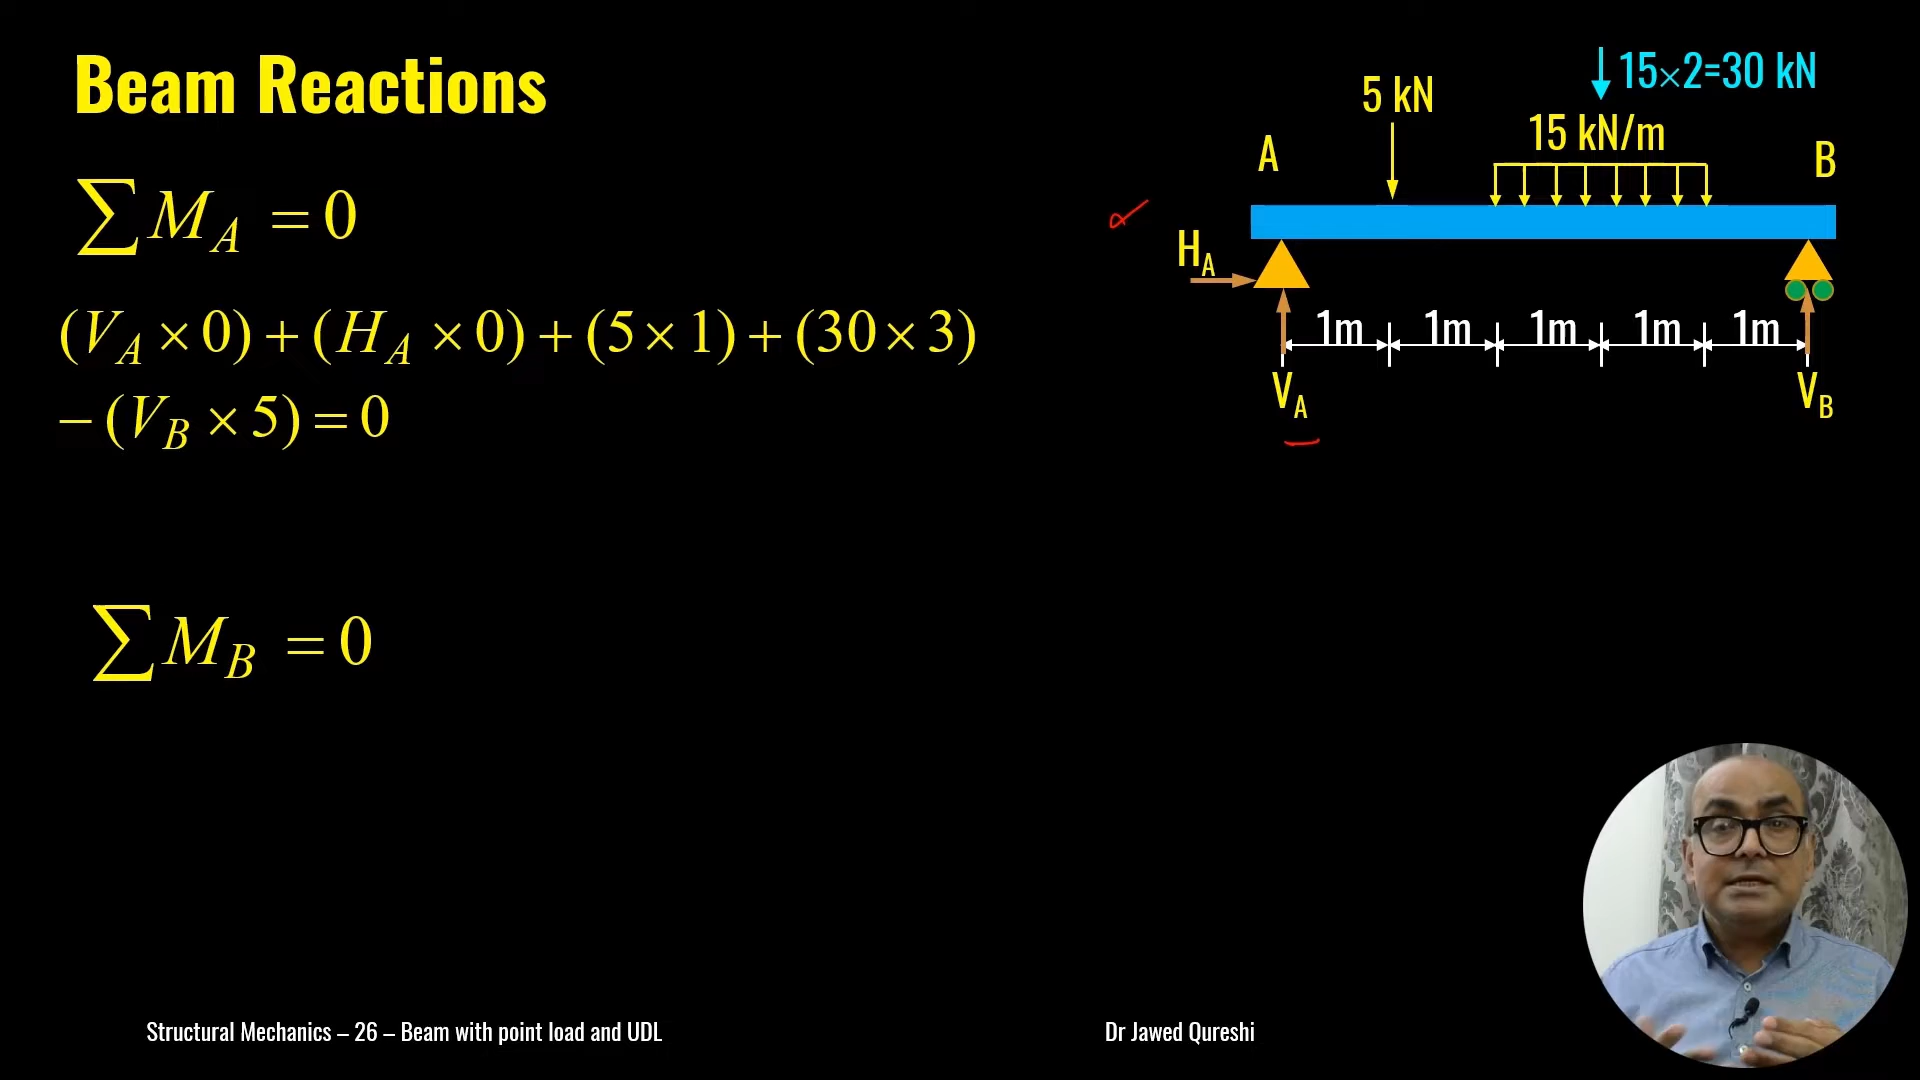 Beam Reactions
∑M_A = 0
(V_A × 0) + (H_A × 0) + (5 × 1) + (30 × 3)
− (V_B × 5) = 0
∑M_B = 0
15×2=30 kN
5 kN
15 kN/m
A
B
H_A
1m 1m 1m 1m 1m
V_A
V_B
Structural Mechanics – 26 – Beam with point load and UDL
Dr Jawed Qureshi